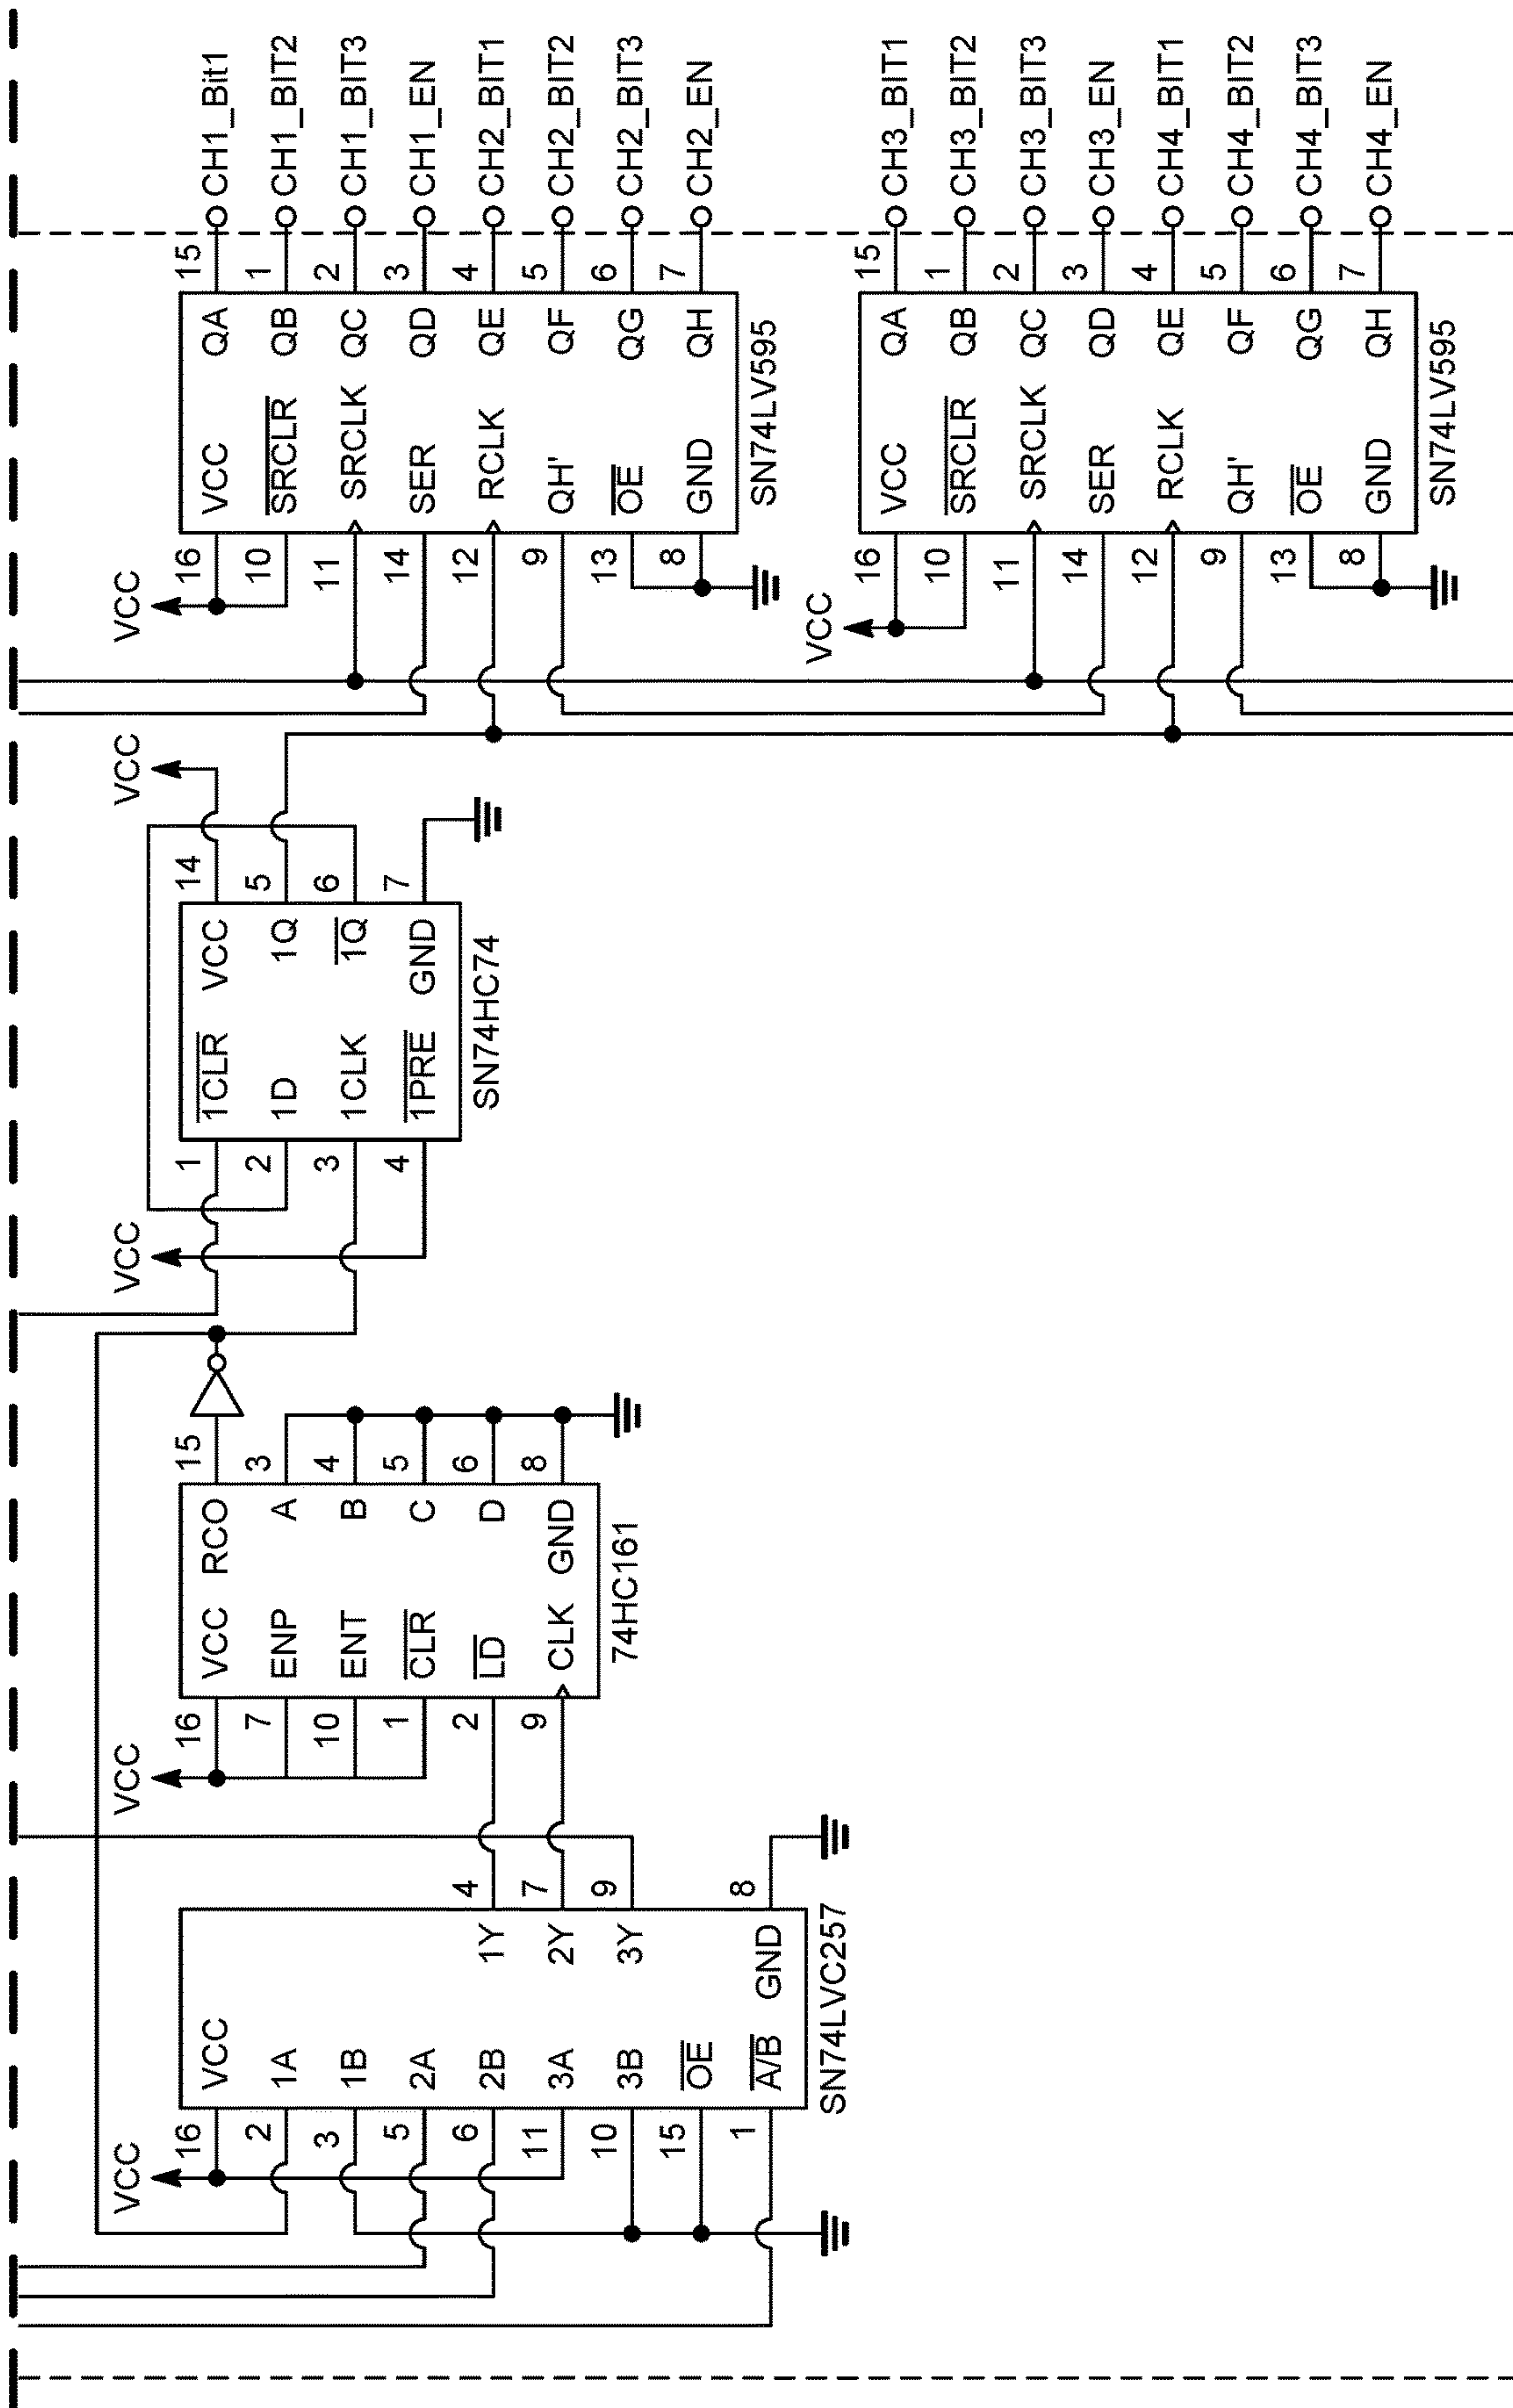 VCC
16 VCC
2 1A
3 1B
5 2A
6 2B
11 3A
10 3B
15 OE
1 A/B
1Y 4
2Y 7
3Y 9
GND 8
SN74LVC257
VCC
16 VCC
7 ENP
10 ENT
1 CLR
2 LD
9 CLK
RCO 15
A 3
B 4
C 5
D 6
GND 8
74HC161
VCC
1 1CLR
2 1D
3 1CLK
4 1PRE
VCC 14
1Q 5
1Q 6
GND 7
VCC
SN74HC74
VCC
16 VCC QA 15 CH1_Bit1
10 SRCLR QB 1 CH1_BIT2
11 SRCLK QC 2 CH1_BIT3
14 SER QD 3 CH1_EN
12 RCLK QE 4 CH2_BIT1
9 QH' QF 5 CH2_BIT2
13 OE QG 6 CH2_BIT3
8 GND QH 7 CH2_EN
SN74LV595
VCC
16 VCC QA 15 CH3_BIT1
10 SRCLR QB 1 CH3_BIT2
11 SRCLK QC 2 CH3_BIT3
14 SER QD 3 CH3_EN
12 RCLK QE 4 CH4_BIT1
9 QH' QF 5 CH4_BIT2
13 OE QG 6 CH4_BIT3
8 GND QH 7 CH4_EN
SN74LV595